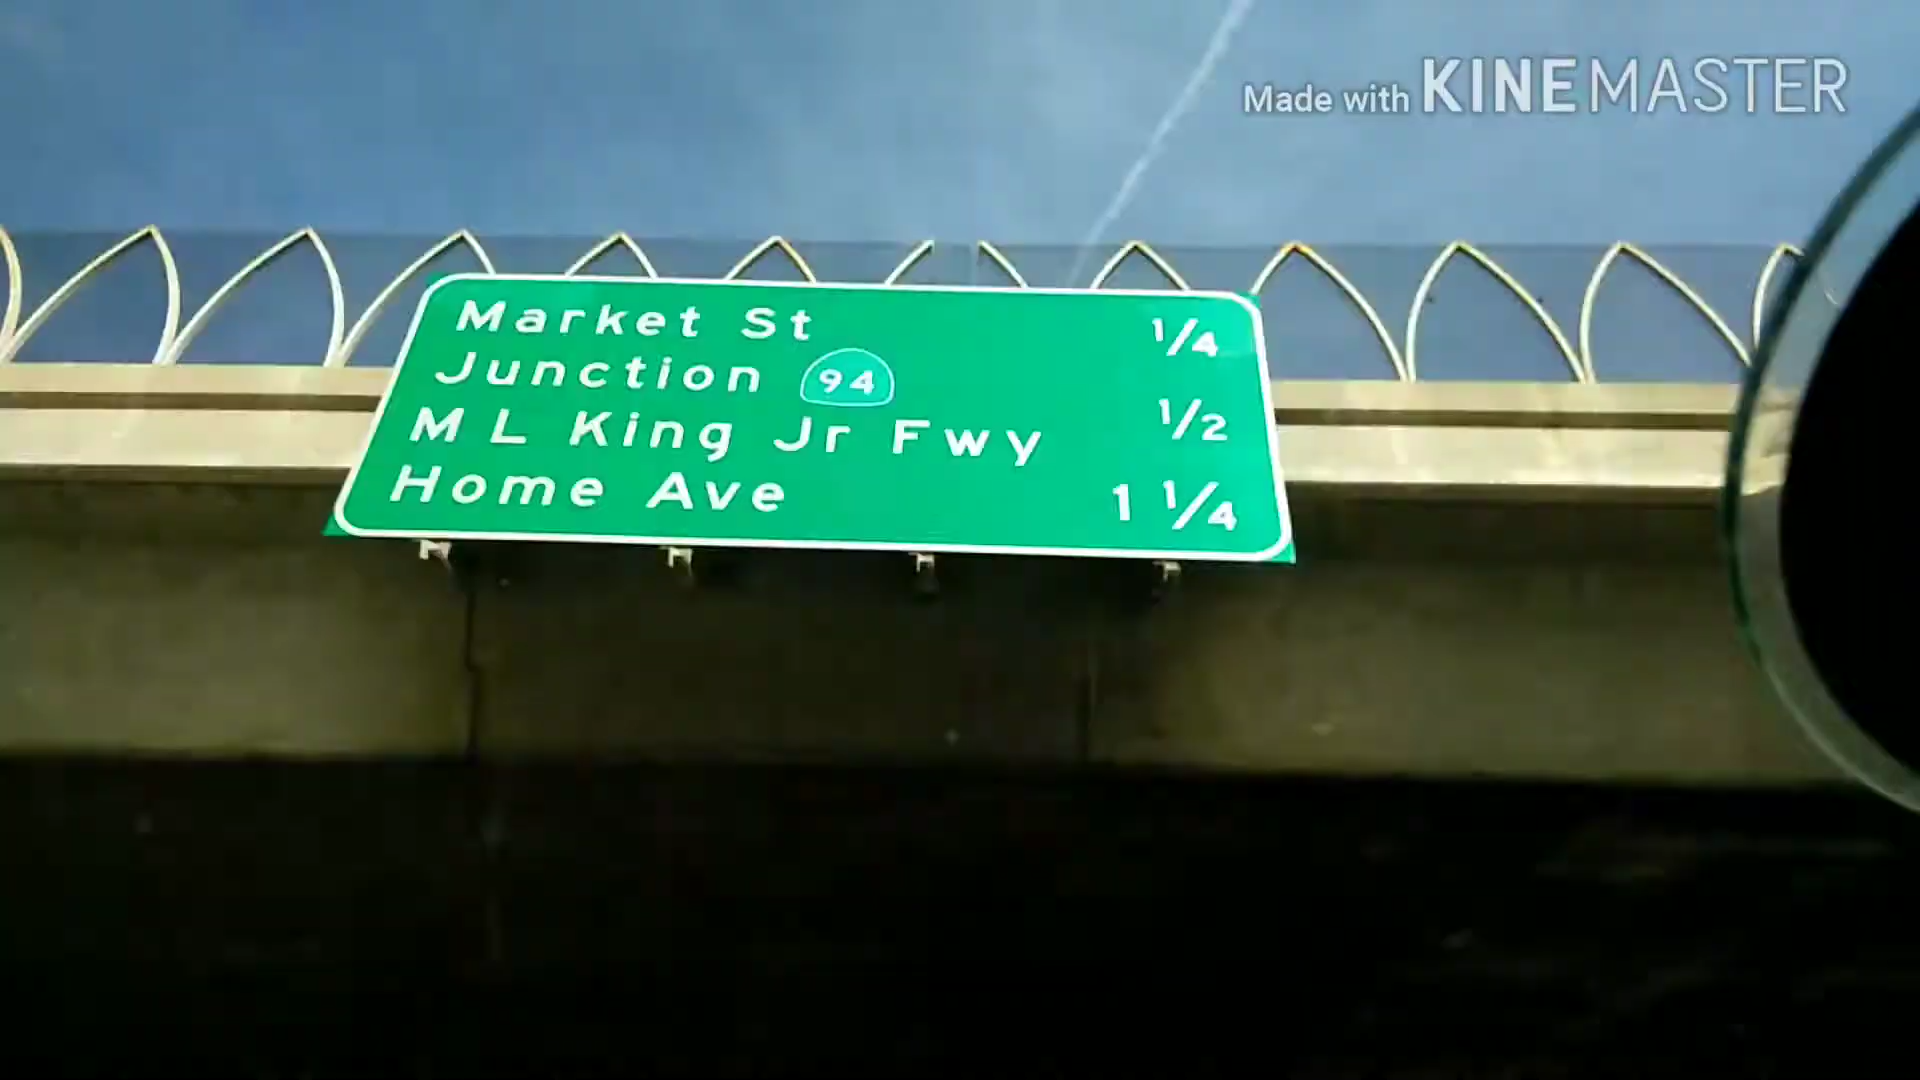 Made with KINEMASTER
Market St 1/4
Junction 94
M L King Jr Fwy 1/2
Home Ave 1 1/4